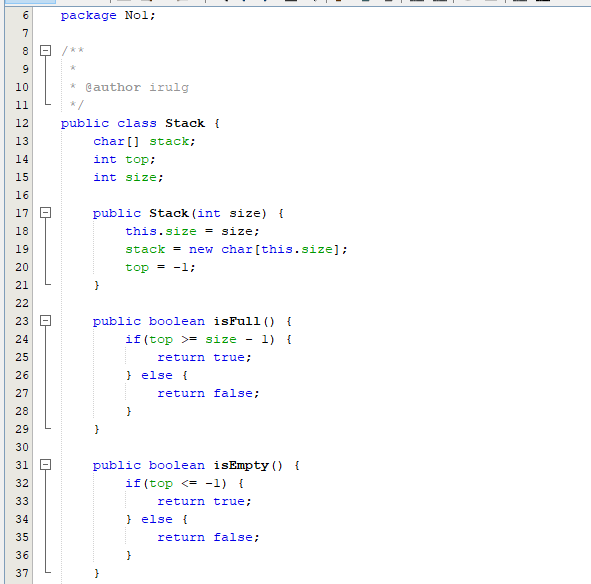 6 package No1;
7
8 /**
9 *
10 * @author irulg
11 */
12 public class Stack {
13 char[] stack;
14 int top;
15 int size;
16
17 public Stack(int size) {
18 this.size = size;
19 stack = new char[this.size];
20 top = -1;
21 }
22
23 public boolean isFull() {
24 if(top >= size - 1) {
25 return true;
26 } else {
27 return false;
28 }
29 }
30
31 public boolean isEmpty() {
32 if(top <= -1) {
33 return true;
34 } else {
35 return false;
36 }
37 }